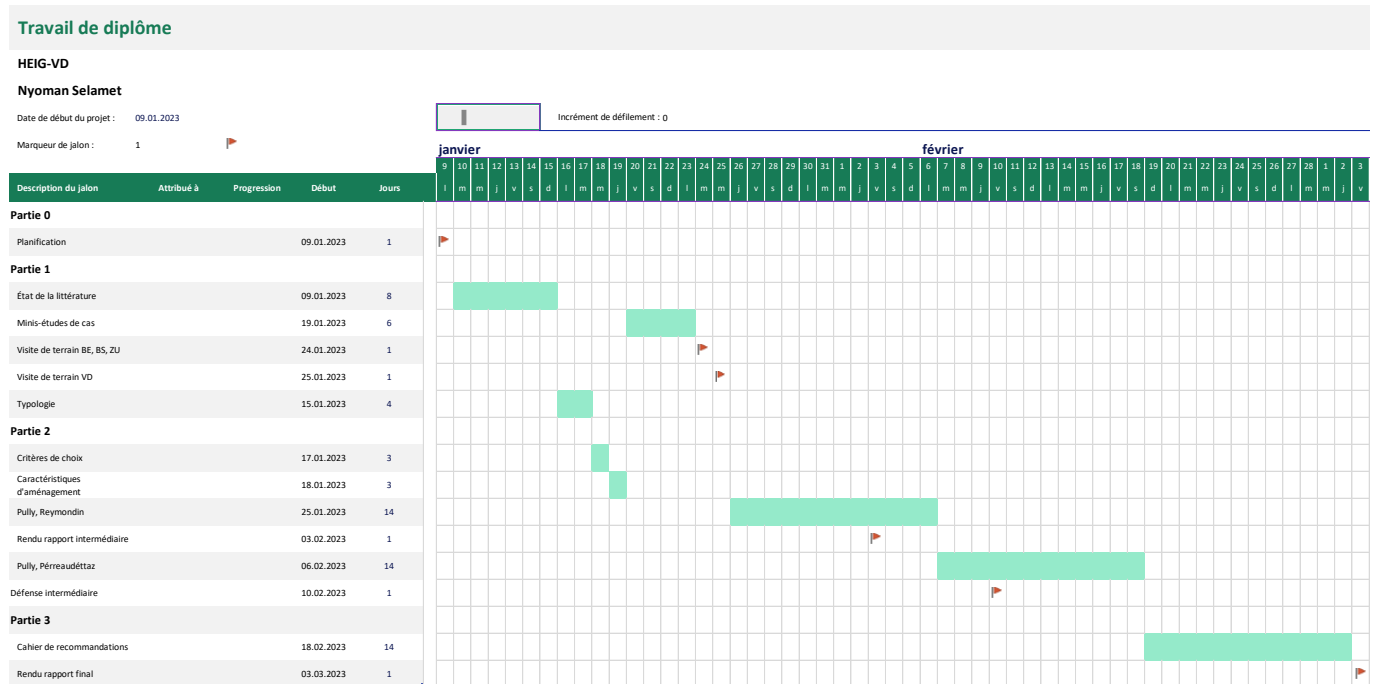 Travail de diplôme
HEIG-VD
Nyoman Selamet
Date de début du projet : 09.01.2023
Incrément de défilement : 0
Marqueur de jalon : 1
janvier février
9 10 11 12 13 14 15 16 17 18 19 20 21 22 23 24 25 26 27 28 29 30 31 1 2 3 4 5 6 7 8 9 10 11 12 13 14 15 16 17 18 19 20 21 22 23 24 25 26 27 28 1 2 3
Description du jalon Attribué à Progression Début Jours l m m j v s d l m m j v s d l m m j v s d l m m j v s d l m m j v s d l m m j v s d l m m j v s d l m m j v
Partie 0
Planification 09.01.2023 1
Partie 1
État de la littérature 09.01.2023 8
Minis-études de cas 19.01.2023 6
Visite de terrain BE, BS, ZU 24.01.2023 1
Visite de terrain VD 25.01.2023 1
Typologie 15.01.2023 4
Partie 2
Critères de choix 17.01.2023 3
Caractéristiques
d'aménagement 18.01.2023 3
Pully, Reymondin 25.01.2023 14
Rendu rapport intermédiaire 03.02.2023 1
Pully, Pérreaudéttaz 06.02.2023 14
Défense intermédiaire 10.02.2023 1
Partie 3
Cahier de recommandations 18.02.2023 14
Rendu rapport final 03.03.2023 1